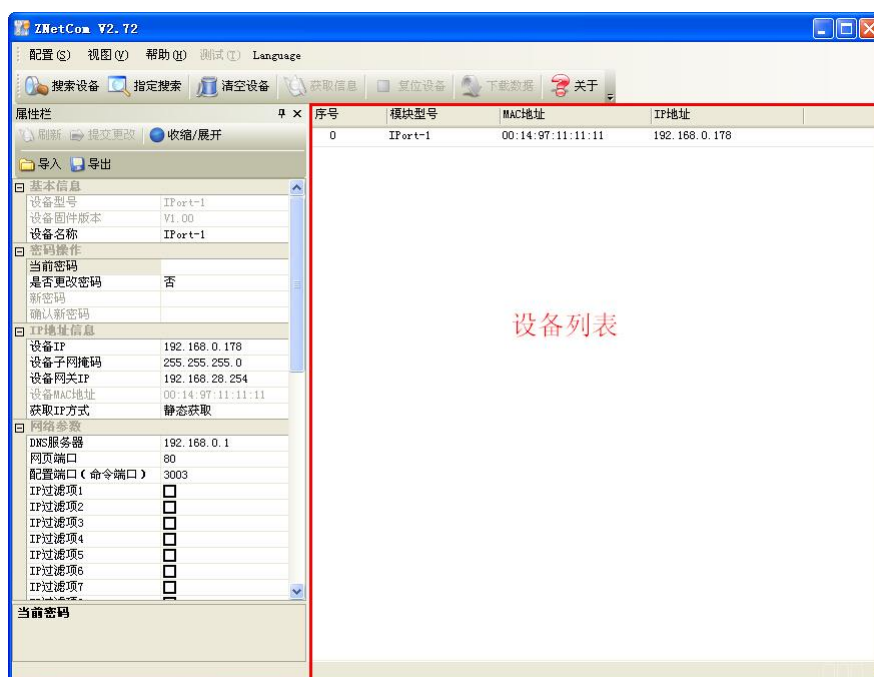 ZNetCom V2.72
配置(S) 视图(V) 帮助(H) 测试(T) Language
搜索设备 指定搜索 清空设备 获取信息 复位设备 下载数据 关于
属性栏
刷新 提交更改 收缩/展开
导入 导出
基本信息
设备型号 IPort-1
设备固件版本 V1.00
设备名称 IPort-1
密码操作
当前密码
是否更改密码 否
新密码
确认新密码
IP地址信息
设备IP 192.168.0.178
设备子网掩码 255.255.255.0
设备网关IP 192.168.28.254
设备MAC地址 00:14:97:11:11:11
获取IP方式 静态获取
网络参数
DNS服务器 192.168.0.1
网页端口 80
配置端口(命令端口) 3003
IP过滤项1
IP过滤项2
IP过滤项3
IP过滤项4
IP过滤项5
IP过滤项6
IP过滤项7
当前密码
序号 模块型号 MAC地址 IP地址
0 IPort-1 00:14:97:11:11:11 192.168.0.178
设备列表